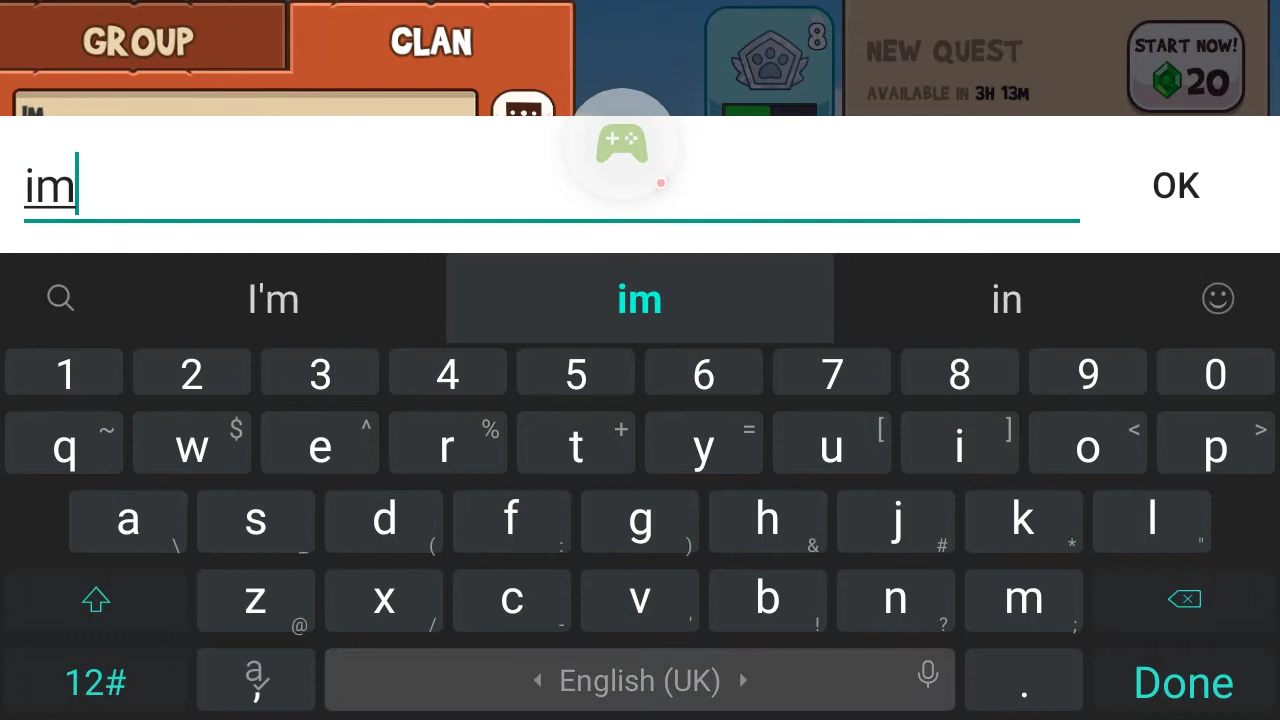 GROUP
CLAN
8
NEW QUEST
AVAILABLE IN 3H 13M
START NOW!
20
IM
im
OK
I'm
im
in
1 2 3 4 5 6 7 8 9 0
q ~ w $ e ^ r % t + y = u [ i ] o < p >
a \ s _ d ( f : g ) h & j # k * l "
z @ x / c - v ' b ! n ? m ;
12# a , English (UK) . Done